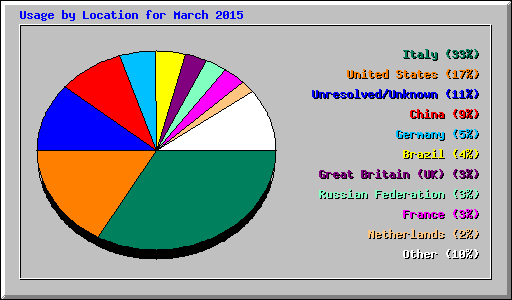 Usage by Location for March 2015
Italy (33%)
United States (17%)
Unresolved/Unknown (11%)
China (9%)
Germany (5%)
Brazil (4%)
Great Britain (UK) (3%)
Russian Federation (3%)
France (3%)
Netherlands (2%)
Other (10%)